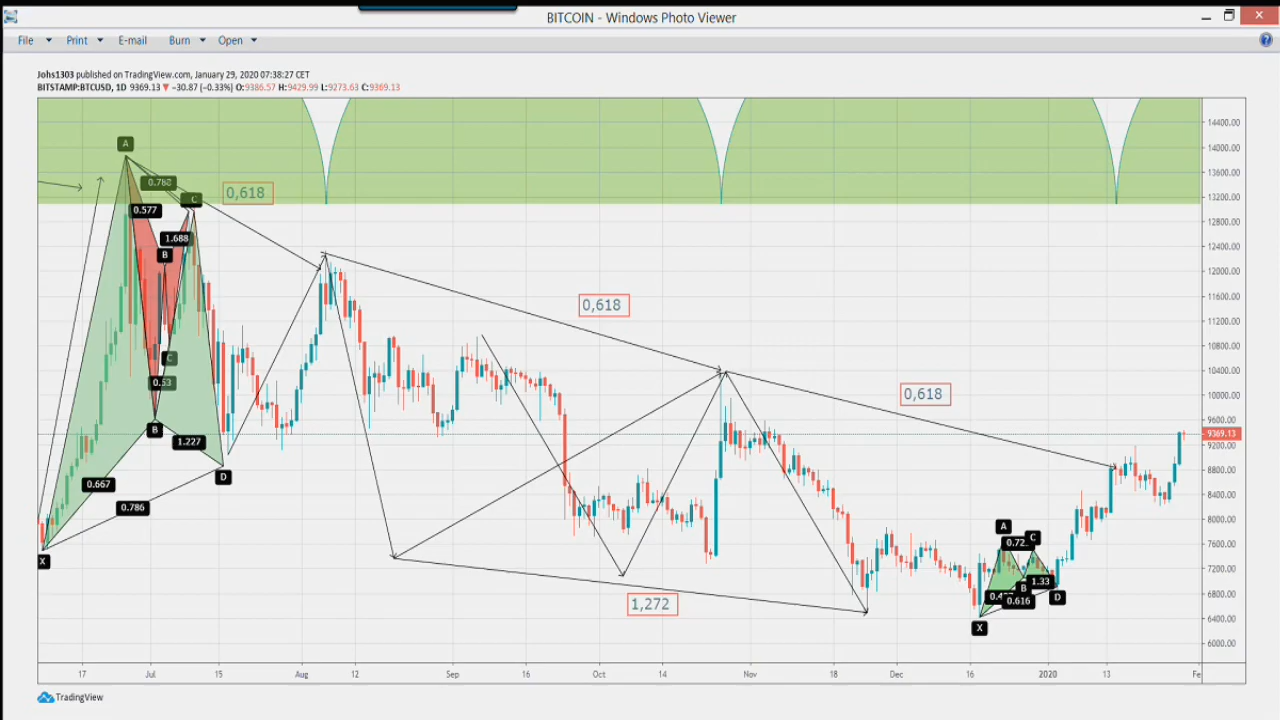 BITCOIN - Windows Photo Viewer
File Print E-mail Burn Open
Johs1303 published on TradingView.com, January 29, 2020 07:38:27 CET
BITSTAMP:BTCUSD, 1D 9369.13 ▼ −30.87 (−0.33%) O:9386.57 H:9429.99 L:9273.63 C:9369.13
14400.00
A
14000.00
0.786
13600.00
0,618
C
13200.00
0.577
12800.00
1.688
B
12400.00
12000.00
0,618
11600.00
11200.00
10800.00
C
10400.00
0.53
0,618
10000.00
9600.00
B
9369.13
1.227
9200.00
D
8800.00
0.667
8400.00
0.786
8000.00
A
C
0.72
7600.00
X
7200.00
1.33
B
6800.00
D
0.616
1,272
6400.00
X
6000.00
17 Jul 15 Aug 12 Sep 16 Oct 14 Nov 18 Dec 16 2020 13 Fe
TradingView